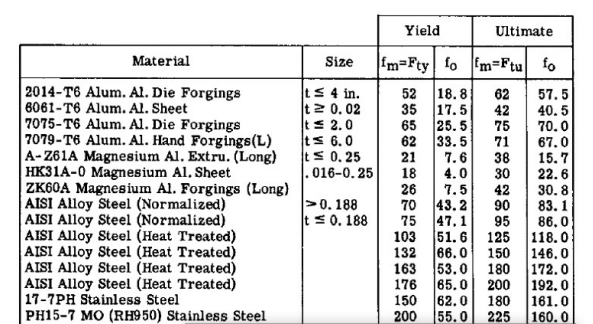 Yield Ultimate
Material Size fm=Fty fo fm=Ftu fo
2014-T6 Alum. Al. Die Forgings t ≤ 4 in. 52 18.8 62 57.5
6061-T6 Alum. Al. Sheet t ≥ 0.02 35 17.5 42 40.5
7075-T6 Alum. Al. Die Forgings t ≤ 2.0 65 25.5 75 70.0
7079-T6 Alum. Al. Hand Forgings(L) t ≤ 6.0 62 33.5 71 67.0
A-Z61A Magnesium Al. Extru. (Long) t ≤ 0.25 21 7.6 38 15.7
HK31A-0 Magnesium Al. Sheet .016-0.25 18 4.0 30 22.6
ZK60A Magnesium Al. Forgings (Long) 26 7.5 42 30.8
AISI Alloy Steel (Normalized) >0.188 70 43.2 90 83.1
AISI Alloy Steel (Normalized) t ≤ 0.188 75 47.1 95 86.0
AISI Alloy Steel (Heat Treated) 103 51.6 125 118.0
AISI Alloy Steel (Heat Treated) 132 66.0 150 146.0
AISI Alloy Steel (Heat Treated) 163 53.0 180 172.0
AISI Alloy Steel (Heat Treated) 176 65.0 200 192.0
17-7PH Stainless Steel 150 62.0 180 161.0
PH15-7 MO (RH950) Stainless Steel 200 55.0 225 160.0